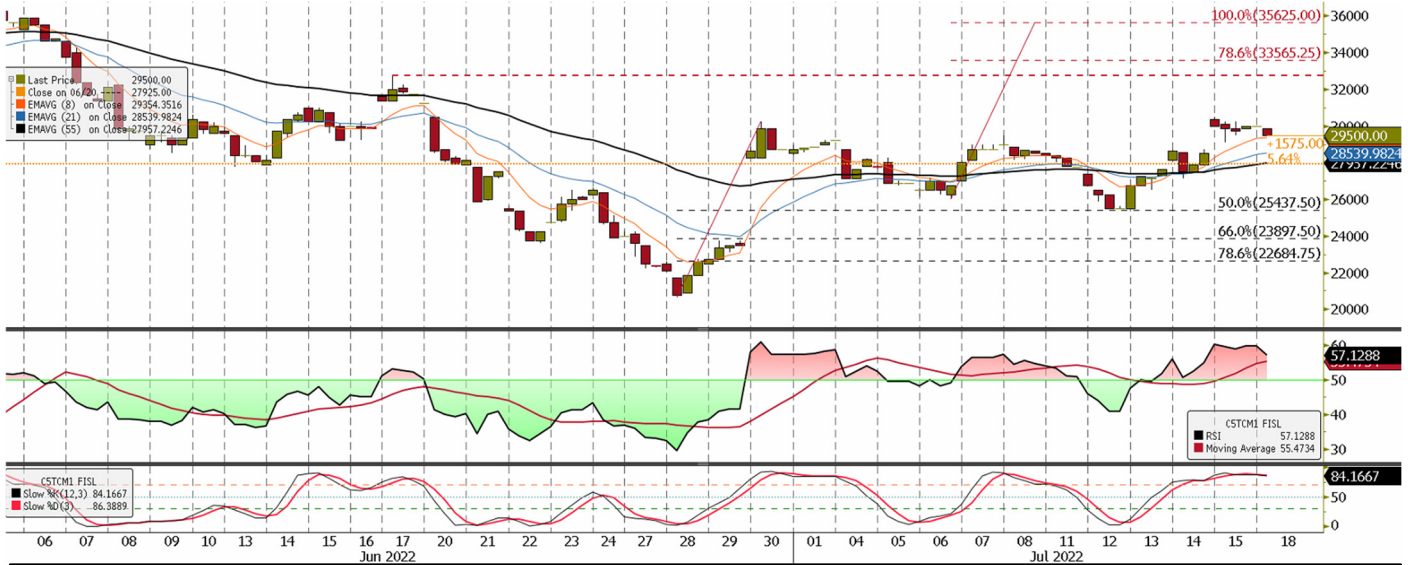 100.0%(35625.00)
36000
78.6%(33565.25)
34000
32000
30000
Last Price 29500.00
Close on 06/20 ---- 27925.00
EMAVG (8) on Close 29354.3516
EMAVG (21) on Close 28539.9824
EMAVG (55) on Close 27957.2246
29500.00
+1575.00
28539.9824
5.64%
27957.2246
26000
50.0%(25437.50)
66.0%(23897.50)
24000
78.6%(22684.75)
22000
20000
60
57.1288
50
40
30
C5TCM1 FISL
RSI 57.1288
Moving Average 55.4734
C5TCM1 FISL
Slow %K(12,3) 84.1667
Slow %D(3) 86.3889
84.1667
50
0
06 07 08 09 10 13 14 15 16 17 20 21 22 23 24 27 28 29 30 01 04 05 06 07 08 11 12 13 14 15 18
Jun 2022 Jul 2022